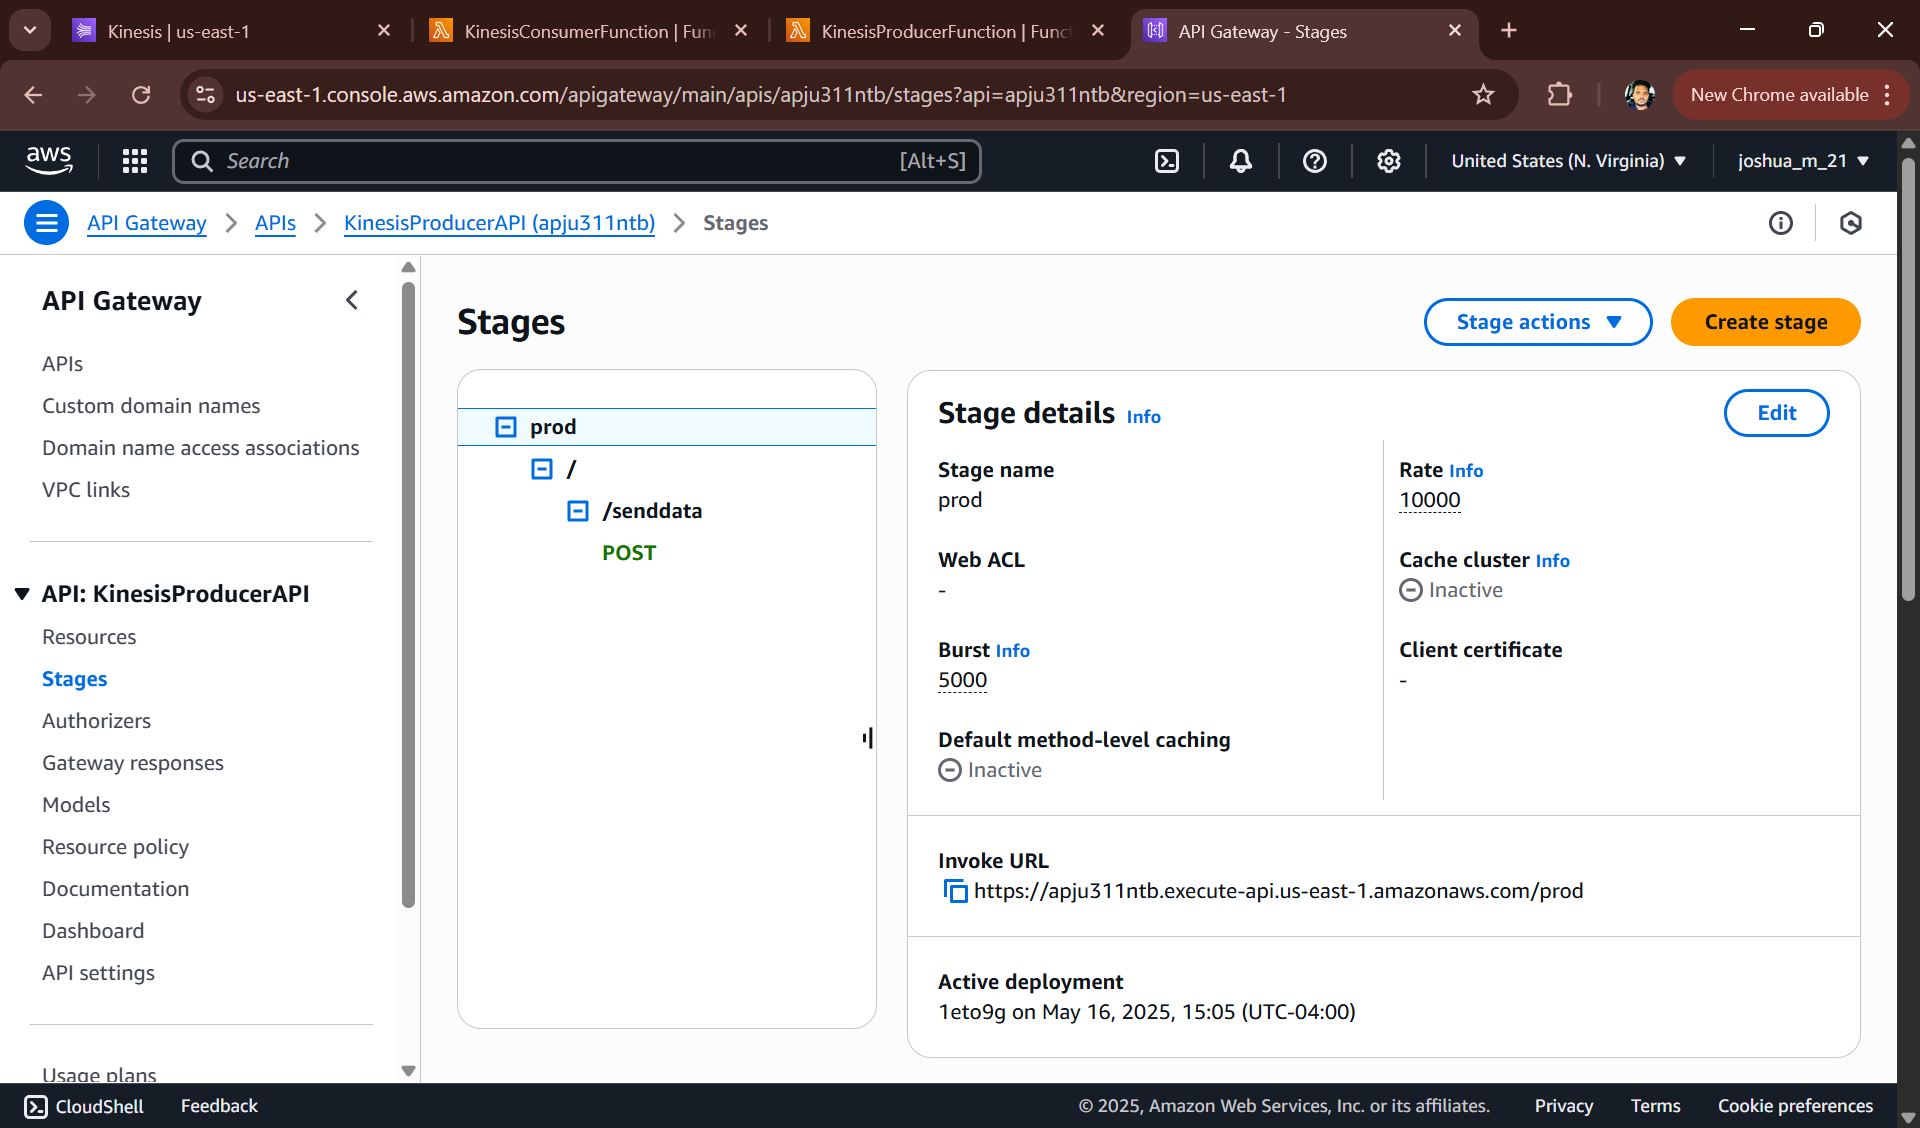 Kinesis | us-east-1
KinesisConsumerFunction | Fun
KinesisProducerFunction | Funct
API Gateway - Stages
us-east-1.console.aws.amazon.com/apigateway/main/apis/apju311ntb/stages?api=apju311ntb&region=us-east-1
New Chrome available
aws
Search
[Alt+S]
United States (N. Virginia)
joshua_m_21
API Gateway
APIs
KinesisProducerAPI (apju311ntb)
Stages
API Gateway
APIs
Custom domain names
Domain name access associations
VPC links
API: KinesisProducerAPI
Resources
Stages
Authorizers
Gateway responses
Models
Resource policy
Documentation
Dashboard
API settings
Usage plans
Stages
Stage actions
Create stage
prod
/
/senddata
POST
Stage details Info
Edit
Stage name
prod
Rate Info
10000
Web ACL
-
Cache cluster Info
Inactive
Burst Info
5000
Client certificate
-
Default method-level caching
Inactive
Invoke URL
https://apju311ntb.execute-api.us-east-1.amazonaws.com/prod
Active deployment
1eto9g on May 16, 2025, 15:05 (UTC-04:00)
CloudShell
Feedback
© 2025, Amazon Web Services, Inc. or its affiliates.
Privacy
Terms
Cookie preferences